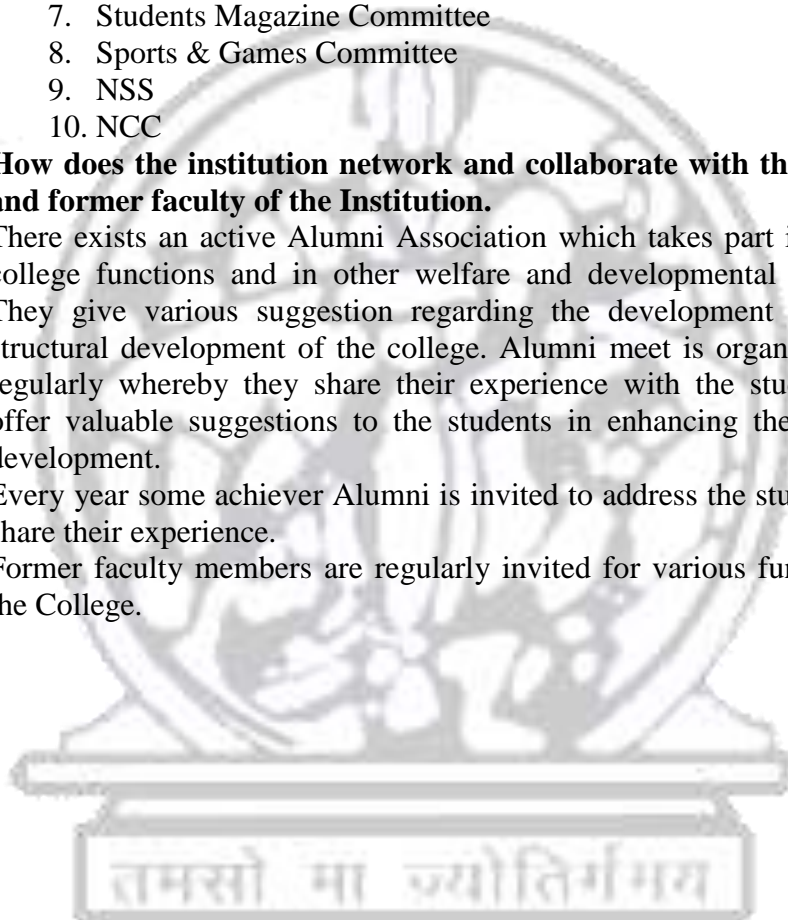 7. Students Magazine Committee
8. Sports & Games Committee
9. NSS
10. NCC
How does the institution network and collaborate with th
and former faculty of the Institution.
There exists an active Alumni Association which takes part i
college functions and in other welfare and developmental
They give various suggestion regarding the development
structural development of the college. Alumni meet is organ
regularly whereby they share their experience with the stu
offer valuable suggestions to the students in enhancing the
development.
Every year some achiever Alumni is invited to address the stu
share their experience.
Former faculty members are regularly invited for various fu
the College.
तमसो मा ज्योतिर्गमय